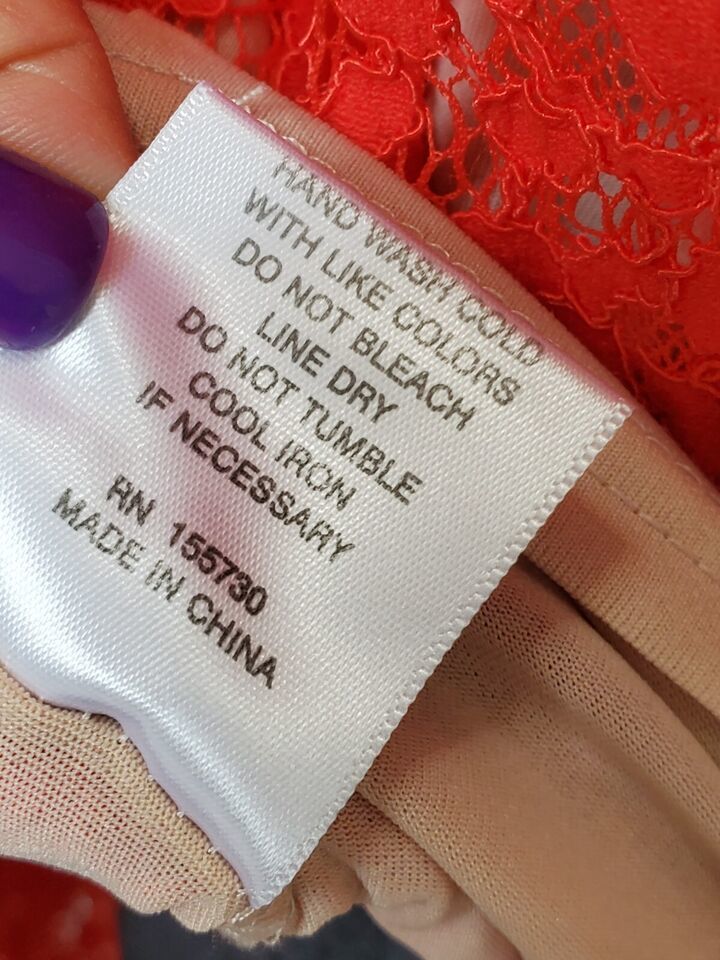 HAND WASH COLD
WITH LIKE COLORS
DO NOT BLEACH
LINE DRY
DO NOT TUMBLE
COOL IRON
IF NECESSARY
RN 155730
MADE IN CHINA